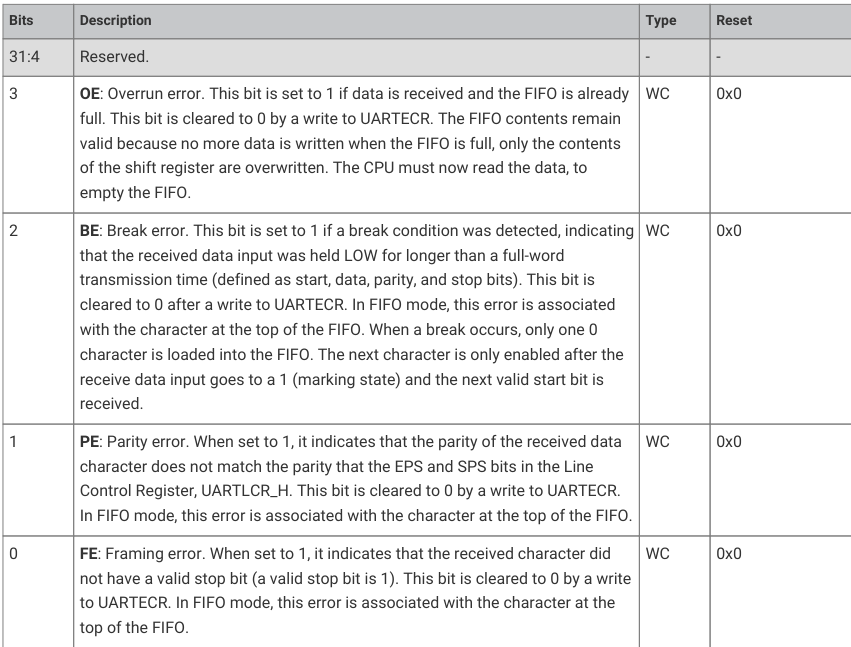 Bits Description Type Reset
31:4 Reserved. - -
3 OE: Overrun error. This bit is set to 1 if data is received and the FIFO is already WC 0x0
full. This bit is cleared to 0 by a write to UARTECR. The FIFO contents remain
valid because no more data is written when the FIFO is full, only the contents
of the shift register are overwritten. The CPU must now read the data, to
empty the FIFO.
2 BE: Break error. This bit is set to 1 if a break condition was detected, indicating WC 0x0
that the received data input was held LOW for longer than a full-word
transmission time (defined as start, data, parity, and stop bits). This bit is
cleared to 0 after a write to UARTECR. In FIFO mode, this error is associated
with the character at the top of the FIFO. When a break occurs, only one 0
character is loaded into the FIFO. The next character is only enabled after the
receive data input goes to a 1 (marking state) and the next valid start bit is
received.
1 PE: Parity error. When set to 1, it indicates that the parity of the received data WC 0x0
character does not match the parity that the EPS and SPS bits in the Line
Control Register, UARTLCR_H. This bit is cleared to 0 by a write to UARTECR.
In FIFO mode, this error is associated with the character at the top of the FIFO.
0 FE: Framing error. When set to 1, it indicates that the received character did WC 0x0
not have a valid stop bit (a valid stop bit is 1). This bit is cleared to 0 by a write
to UARTECR. In FIFO mode, this error is associated with the character at the
top of the FIFO.